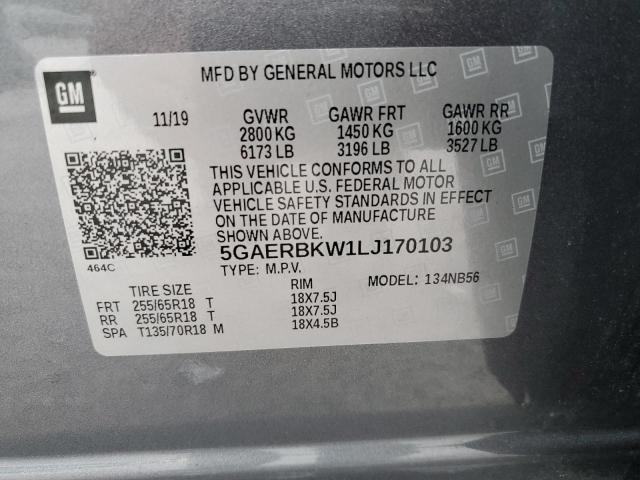 GM
MFD BY GENERAL MOTORS LLC
11/19 GVWR GAWR FRT GAWR RR
2800 KG 1450 KG 1600 KG
6173 LB 3196 LB 3527 LB
THIS VEHICLE CONFORMS TO ALL
APPLICABLE U.S. FEDERAL MOTOR
VEHICLE SAFETY STANDARDS IN EFFECT
ON THE DATE OF MANUFACTURE
SHOWN ABOVE.
464C
5GAERBKW1LJ170103
TYPE: M.P.V. MODEL: 134NB56
TIRE SIZE RIM
FRT 255/65R18 T 18X7.5J
RR 255/65R18 T 18X7.5J
SPA T135/70R18 M 18X4.5B